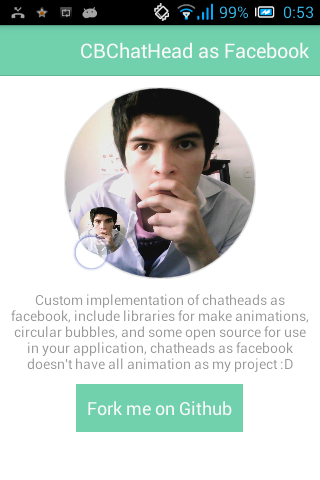 99% 0:53
CBChatHead as Facebook
Custom implementation of chatheads as
facebook, include libraries for make animations,
circular bubbles, and some open source for use
in your application, chatheads as facebook
doesn't have all animation as my project :D
Fork me on Github